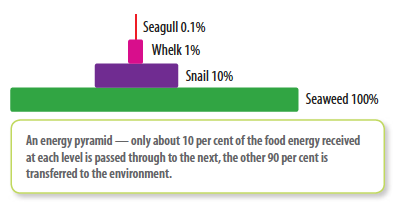 Seagull 0.1%
Whelk 1%
Snail 10%
Seaweed 100%
An energy pyramid — only about 10 per cent of the food energy received
at each level is passed through to the next, the other 90 per cent is
transferred to the environment.